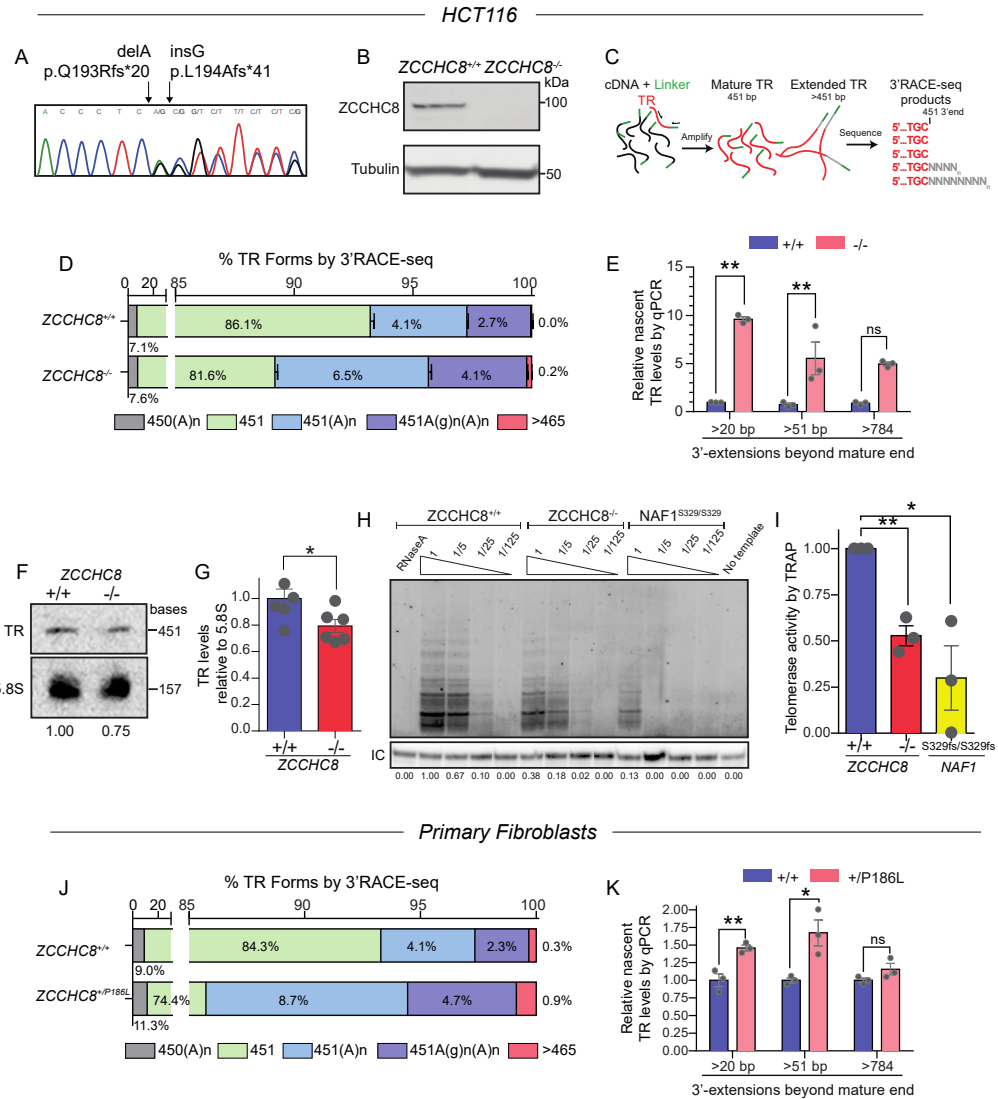 HCT116
A
delA
p.Q193Rfs*20
insG
p.L194Afs*41
A C C C T C A/G C/G G/T C/T T/T C/T C/T C/G
B
ZCCHC8+/+ ZCCHC8-/-
kDa
ZCCHC8
100
Tubulin
50
C
cDNA + Linker
TR
Amplify
Mature TR
451 bp
Extended TR
>451 bp
Sequence
3'RACE-seq
products
451 3'end
5'...TGC
5'...TGC
5'...TGC
5'...TGCNNNNn
5'...TGCNNNNNNNNn
D
% TR Forms by 3'RACE-seq
0 20 85 90 95 100
ZCCHC8+/+
86.1% 4.1% 2.7% 0.0%
7.1%
ZCCHC8-/-
81.6% 6.5% 4.1% 0.2%
7.6%
450(A)n 451 451(A)n 451A(g)n(A)n >465
E
+/+ -/-
Relative nascent
TR levels by qPCR
15
10
5
0
** ** ns
>20 bp >51 bp >784
3'-extensions beyond mature end
F
ZCCHC8
+/+ -/-
bases
TR
451
5.8S
157
1.00 0.75
G
TR levels
relative to 5.8S
*
1.0
0.8
0.6
0.4
0.2
0.0
+/+ -/-
ZCCHC8
H
ZCCHC8+/+ ZCCHC8-/- NAF1S329/S329
RNaseA 1 1/5 1/25 1/125 1 1/5 1/25 1/125 1 1/5 1/25 1/125 No template
IC
0.00 1.00 0.67 0.10 0.00 0.38 0.18 0.02 0.00 0.13 0.00 0.00 0.00 0.00
I
Telomerase activity by TRAP
*
**
1.00
0.75
0.50
0.25
0.00
+/+ -/- S329fs/S329fs
ZCCHC8 NAF1
Primary Fibroblasts
J
% TR Forms by 3'RACE-seq
0 20 85 90 95 100
ZCCHC8+/+
84.3% 4.1% 2.3% 0.3%
9.0%
ZCCHC8+/P186L
74.4% 8.7% 4.7% 0.9%
11.3%
450(A)n 451 451(A)n 451A(g)n(A)n >465
K
+/+ +/P186L
Relative nascent
TR levels by qPCR
2.00
1.75
1.50
1.25
1.00
0.75
0.50
0.25
0.00
** * ns
>20 bp >51 bp >784
3'-extensions beyond mature end